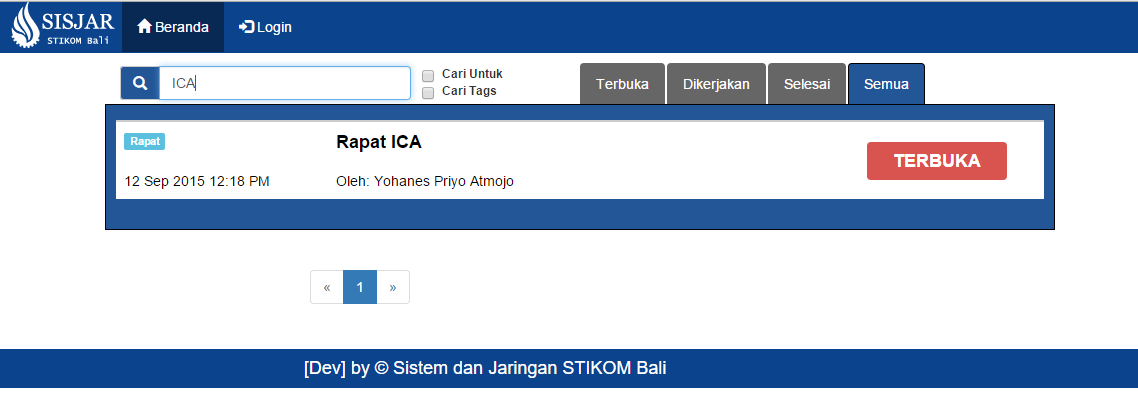 SISJAR
STIKOM Bali
Beranda
Login
ICA
Cari Untuk
Cari Tags
Terbuka
Dikerjakan
Selesai
Semua
Rapat
Rapat ICA
TERBUKA
12 Sep 2015 12:18 PM
Oleh: Yohanes Priyo Atmojo
« 1 »
[Dev] by © Sistem dan Jaringan STIKOM Bali